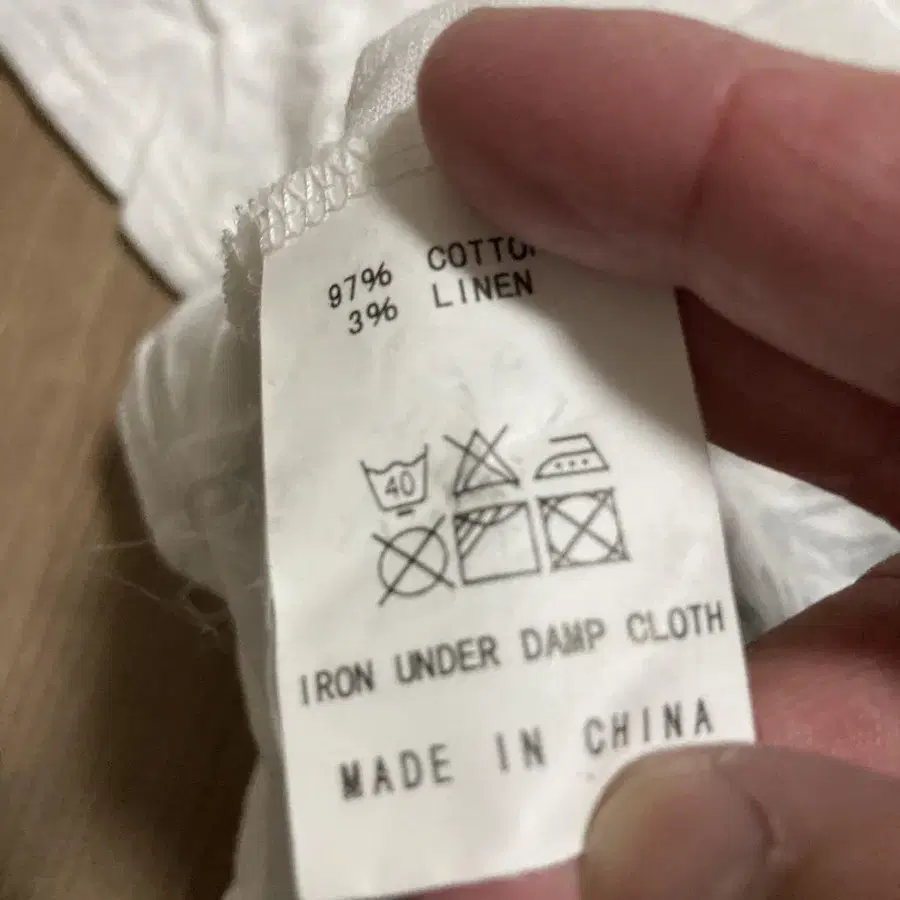 97% COTTO
3% LINEN
40
IRON UNDER DAMP CLOTH
MADE IN CHINA